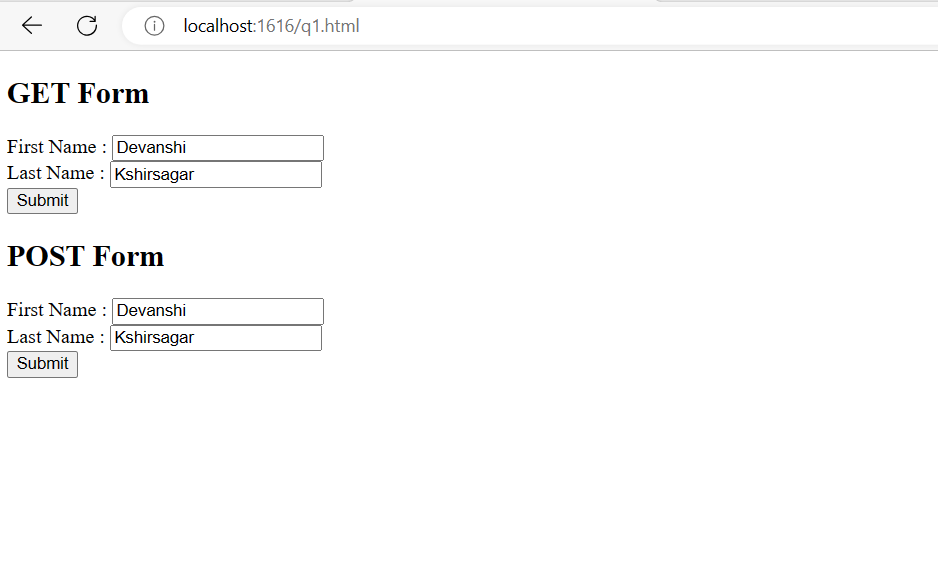 localhost:1616/q1.html
GET Form
First Name : Devanshi
Last Name : Kshirsagar
Submit
POST Form
First Name : Devanshi
Last Name : Kshirsagar
Submit